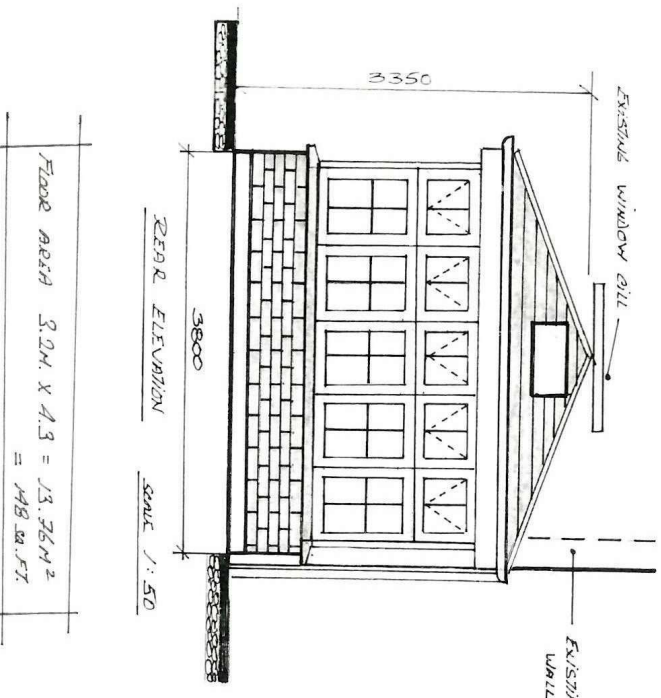 EXISTING WINDOW CILL
3350
EXISTIN
WALL
3800
REAR ELEVATION
SCALE 1:50
FLOOR AREA 3.2M. X 4.3 = 13.76M²
= 148 SQ.FT.